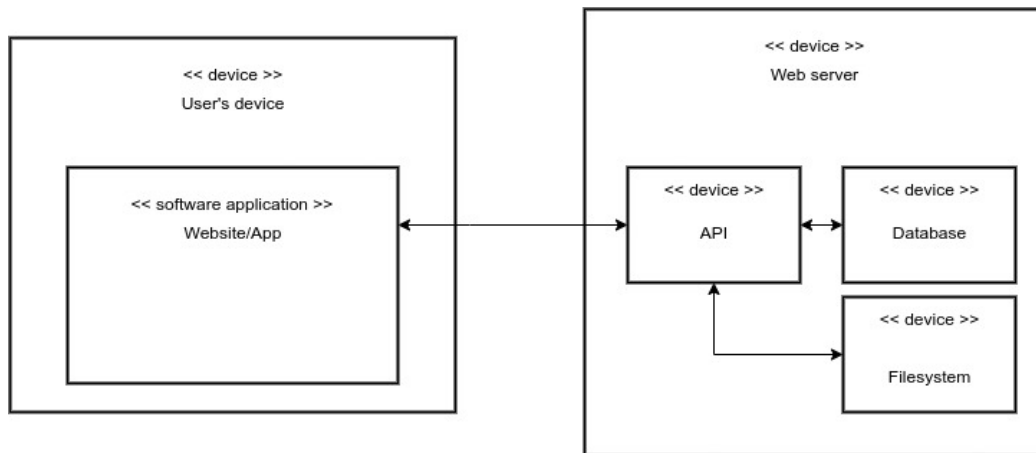 << device >>
User's device
<< software application >>
Website/App
<< device >>
Web server
<< device >>
API
<< device >>
Database
<< device >>
Filesystem